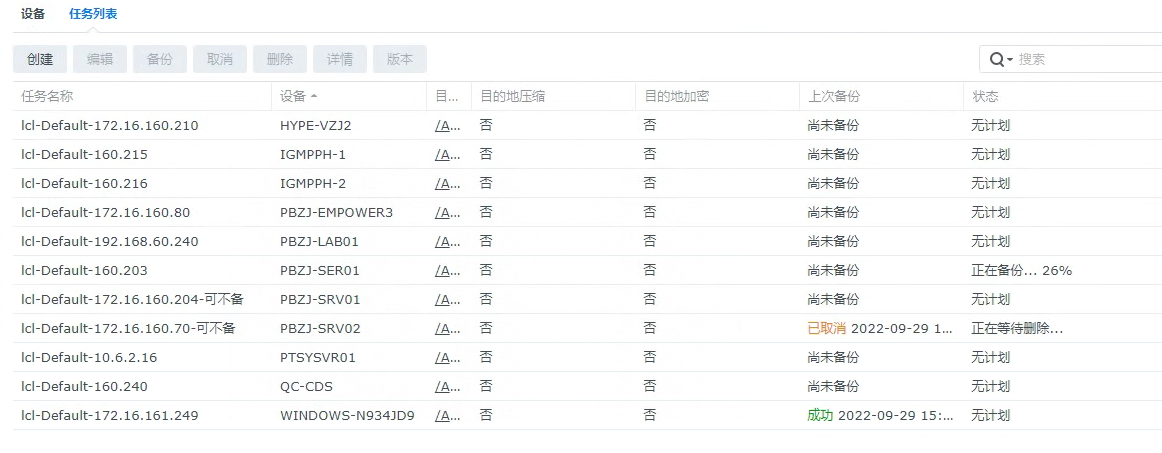 设备 任务列表
创建 编辑 备份 取消 删除 详情 版本 搜索
任务名称 设备 目... 目的地压缩 目的地加密 上次备份 状态
lcl-Default-172.16.160.210 HYPE-VZJ2 /A... 否 否 尚未备份 无计划
lcl-Default-160.215 IGMPPH-1 /A... 否 否 尚未备份 无计划
lcl-Default-160.216 IGMPPH-2 /A... 否 否 尚未备份 无计划
lcl-Default-172.16.160.80 PBZJ-EMPOWER3 /A... 否 否 尚未备份 无计划
lcl-Default-192.168.60.240 PBZJ-LAB01 /A... 否 否 尚未备份 无计划
lcl-Default-160.203 PBZJ-SER01 /A... 否 否 尚未备份 正在备份... 26%
lcl-Default-172.16.160.204-可不备 PBZJ-SRV01 /A... 否 否 尚未备份 无计划
lcl-Default-172.16.160.70-可不备 PBZJ-SRV02 /A... 否 否 已取消 2022-09-29 1... 正在等待删除...
lcl-Default-10.6.2.16 PTSYSVR01 /A... 否 否 尚未备份 无计划
lcl-Default-160.240 QC-CDS /A... 否 否 尚未备份 无计划
lcl-Default-172.16.161.249 WINDOWS-N934JD9 /A... 否 否 成功 2022-09-29 15:... 无计划